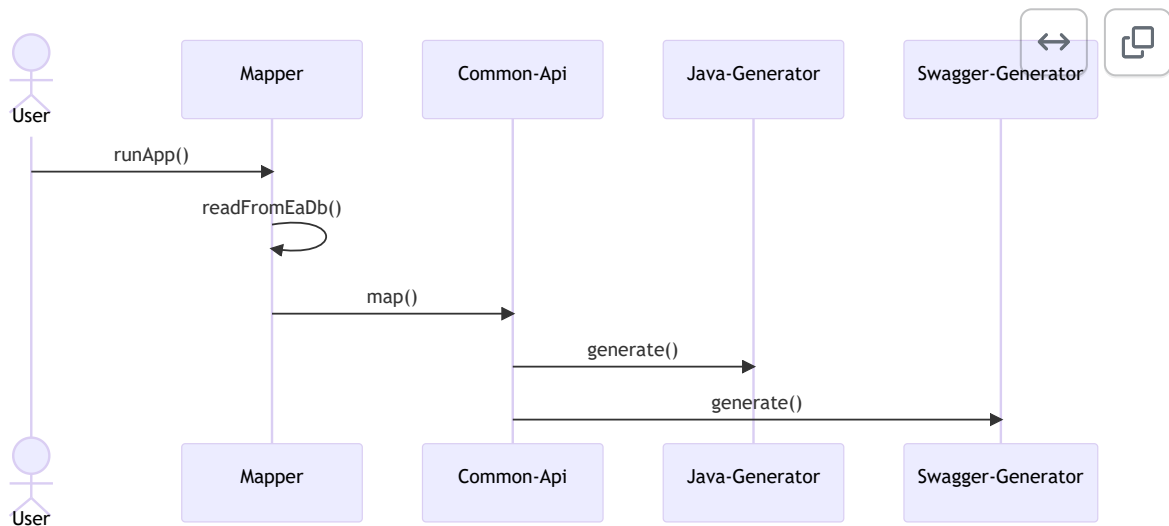 User
Mapper
Common-Api
Java-Generator
Swagger-Generator
runApp()
readFromEaDb()
map()
generate()
generate()
User
Mapper
Common-Api
Java-Generator
Swagger-Generator